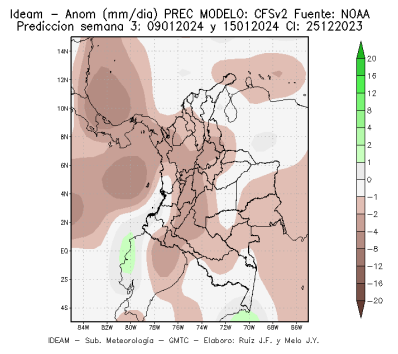 Ideam - Anom (mm/dia) PREC MODELO: CFSv2 Fuente: NOAA
Prediccion semana 3: 09012024 y 15012024 CI: 25122023
14N
12N
10N
8N
6N
4N
2N
EQ
2S
4S
84W 82W 80W 78W 76W 74W 72W 70W 68W 66W
20
16
12
8
4
2
1
-1
-2
-4
-8
-12
-16
-20
IDEAM - Sub. Meteorología - GMTC - Elaboro: Ruiz J.F. y Melo J.Y.